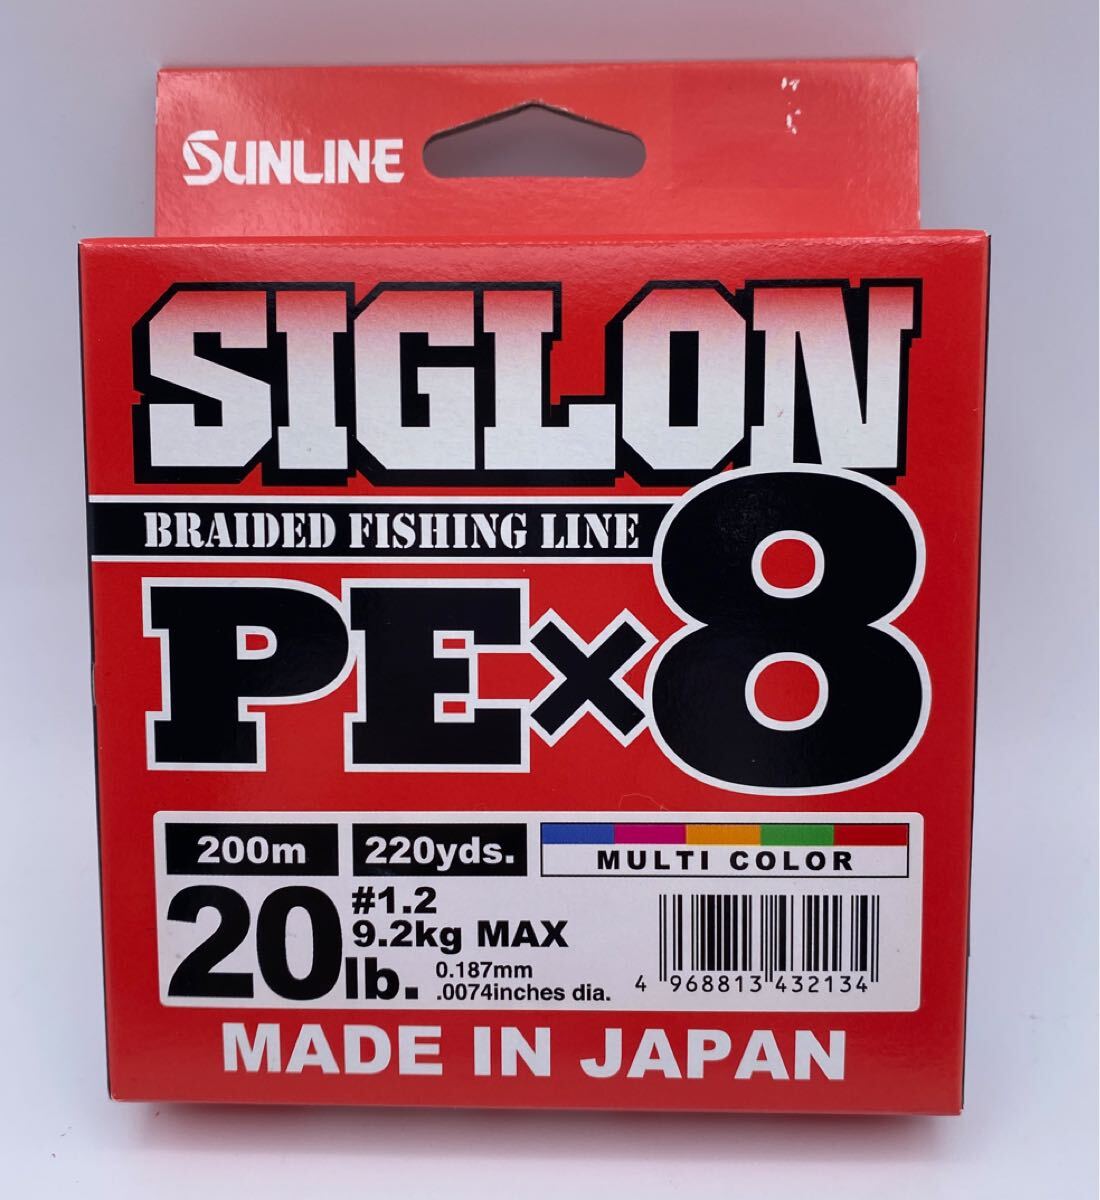 SUNLINE
SIGLON
BRAIDED FISHING LINE
PE×8
200m 220yds. MULTI COLOR
20lb. #1.2
9.2kg MAX
0.187mm
.0074inches dia.
4 968813 432134
MADE IN JAPAN